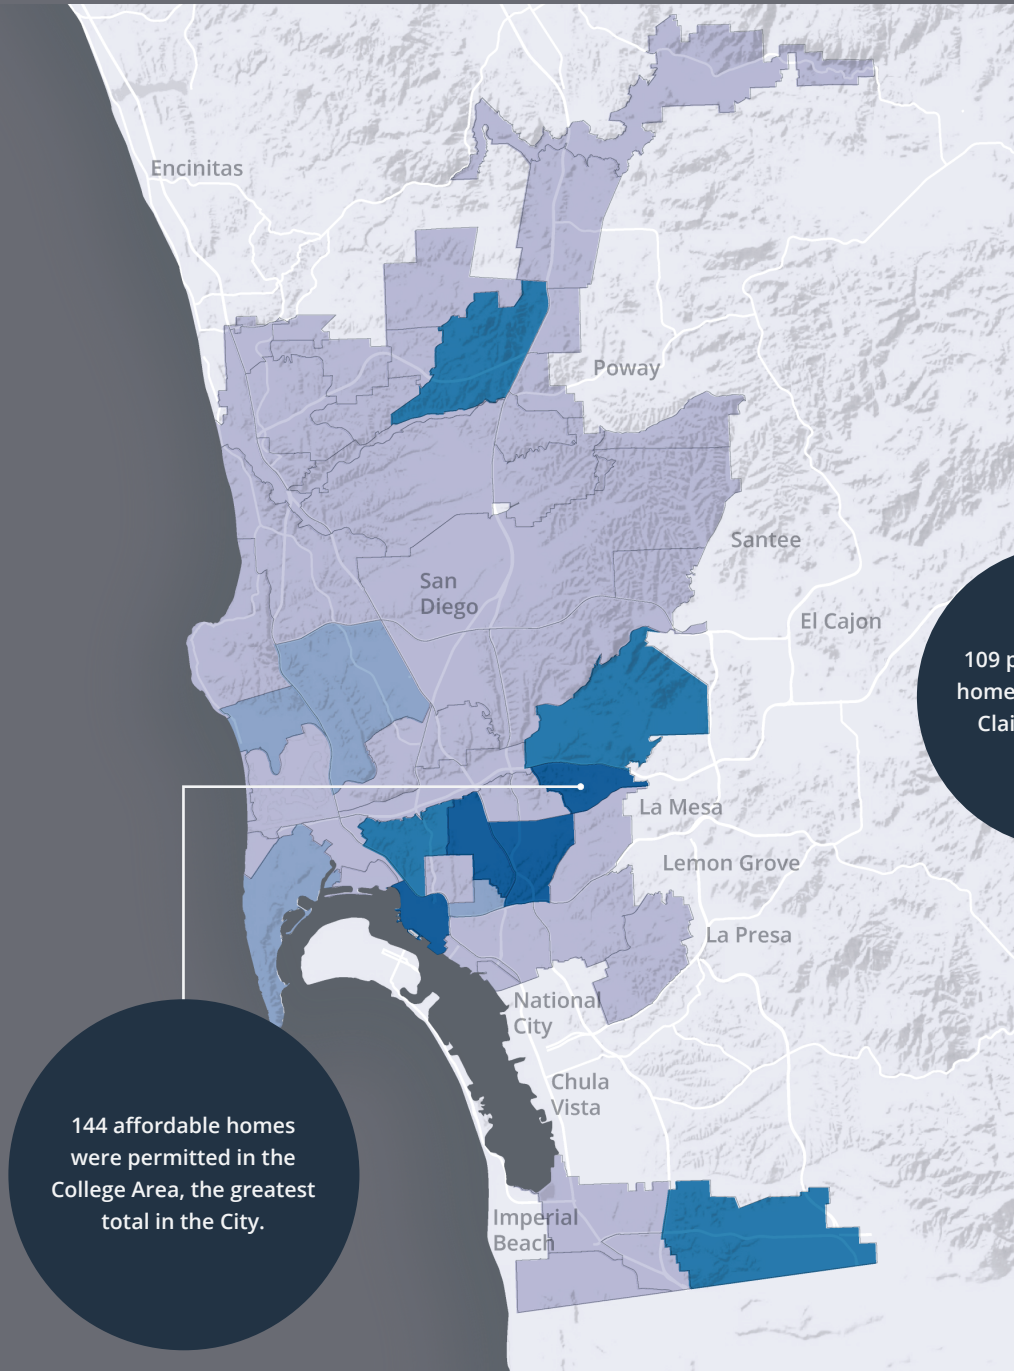 Encinitas
Poway
Santee
San
Diego
El Cajon
109
home
La Mesa
Lemon Grove
La Presa
National
City
Chula
Vista
144 affordable homes
were permitted in the
College Area, the greatest
total in the City.
Imperial
Beach